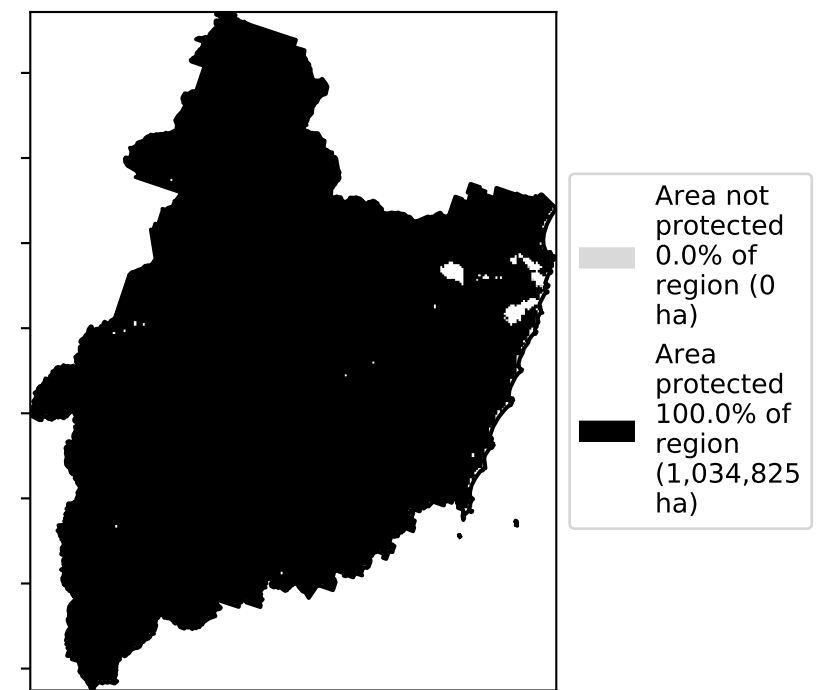 Area not
protected
0.0% of
region (0
ha)
Area
protected
100.0% of
region
(1,034,825
ha)